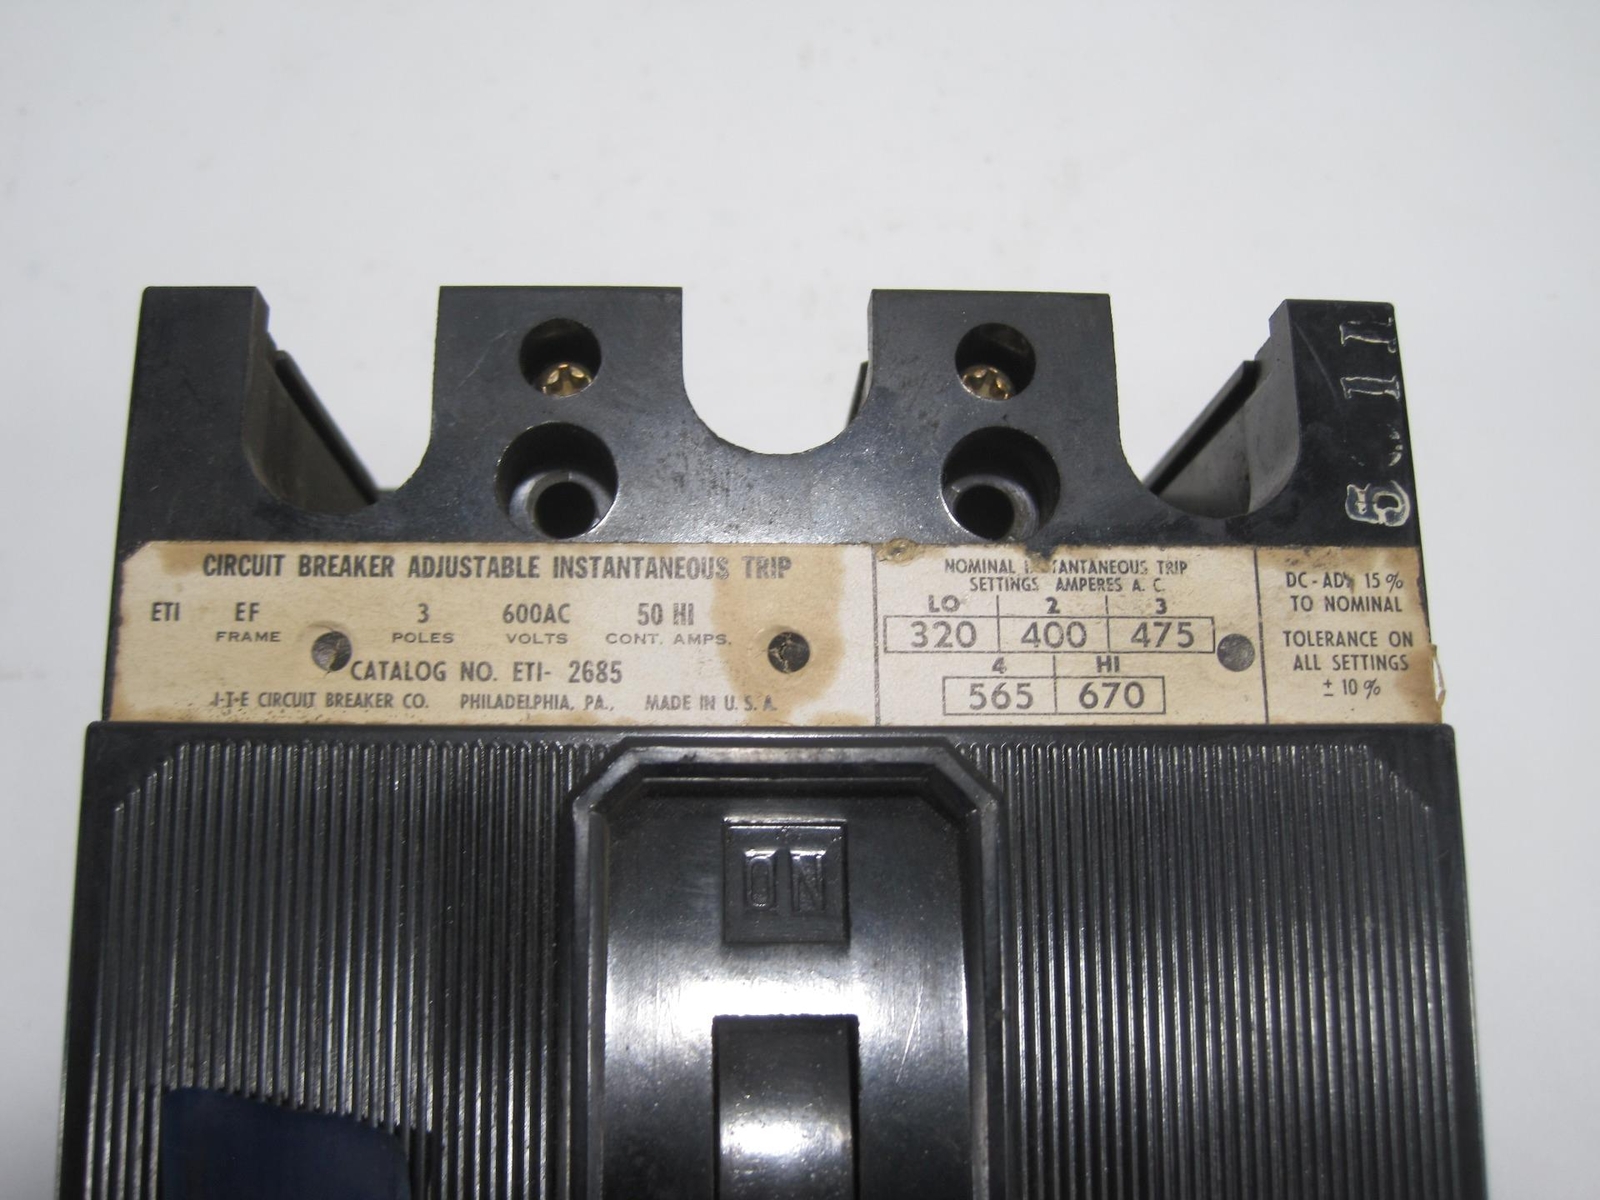 CIRCUIT BREAKER ADJUSTABLE INSTANTANEOUS TRIP
ETI EF 3 600AC 50 HI
FRAME POLES VOLTS CONT. AMPS.
CATALOG NO. ETI- 2685
I-T-E CIRCUIT BREAKER CO. PHILADELPHIA, PA., MADE IN U.S.A.
NOMINAL INSTANTANEOUS TRIP
SETTINGS AMPERES A. C.
LO 2 3
320 400 475
4 HI
565 670
DC-ADD 15%
TO NOMINAL
TOLERANCE ON
ALL SETTINGS
± 10%
ON